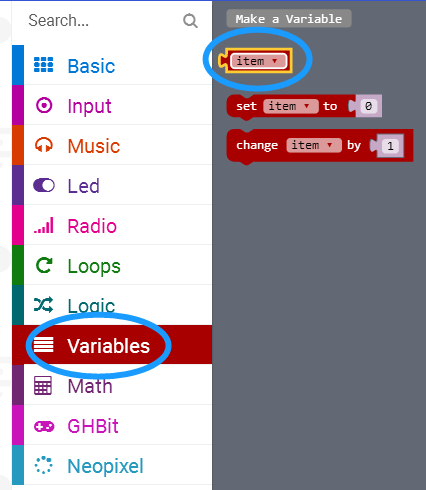 Search...
Basic
Input
Music
Led
Radio
Loops
Logic
Variables
Math
GHBit
Neopixel
Make a Variable
item
set item to 0
change item by 1